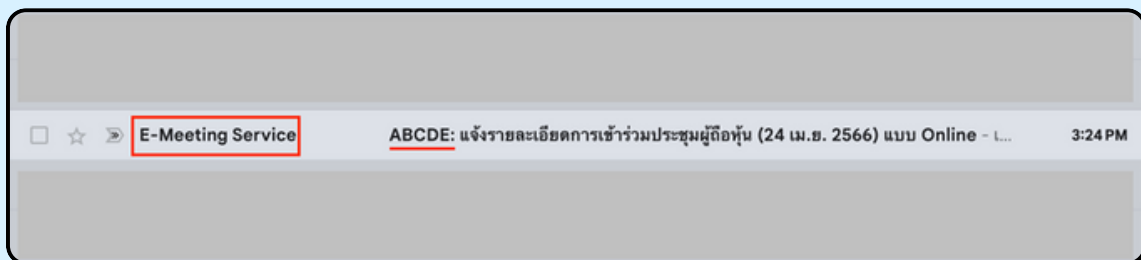 E-Meeting Service ABCDE: แจ้งรายละเอียดการเข้าร่วมประชุมผู้ถือหุ้น (24 เม.ย. 2566) แบบ Online - เ... 3:24 PM